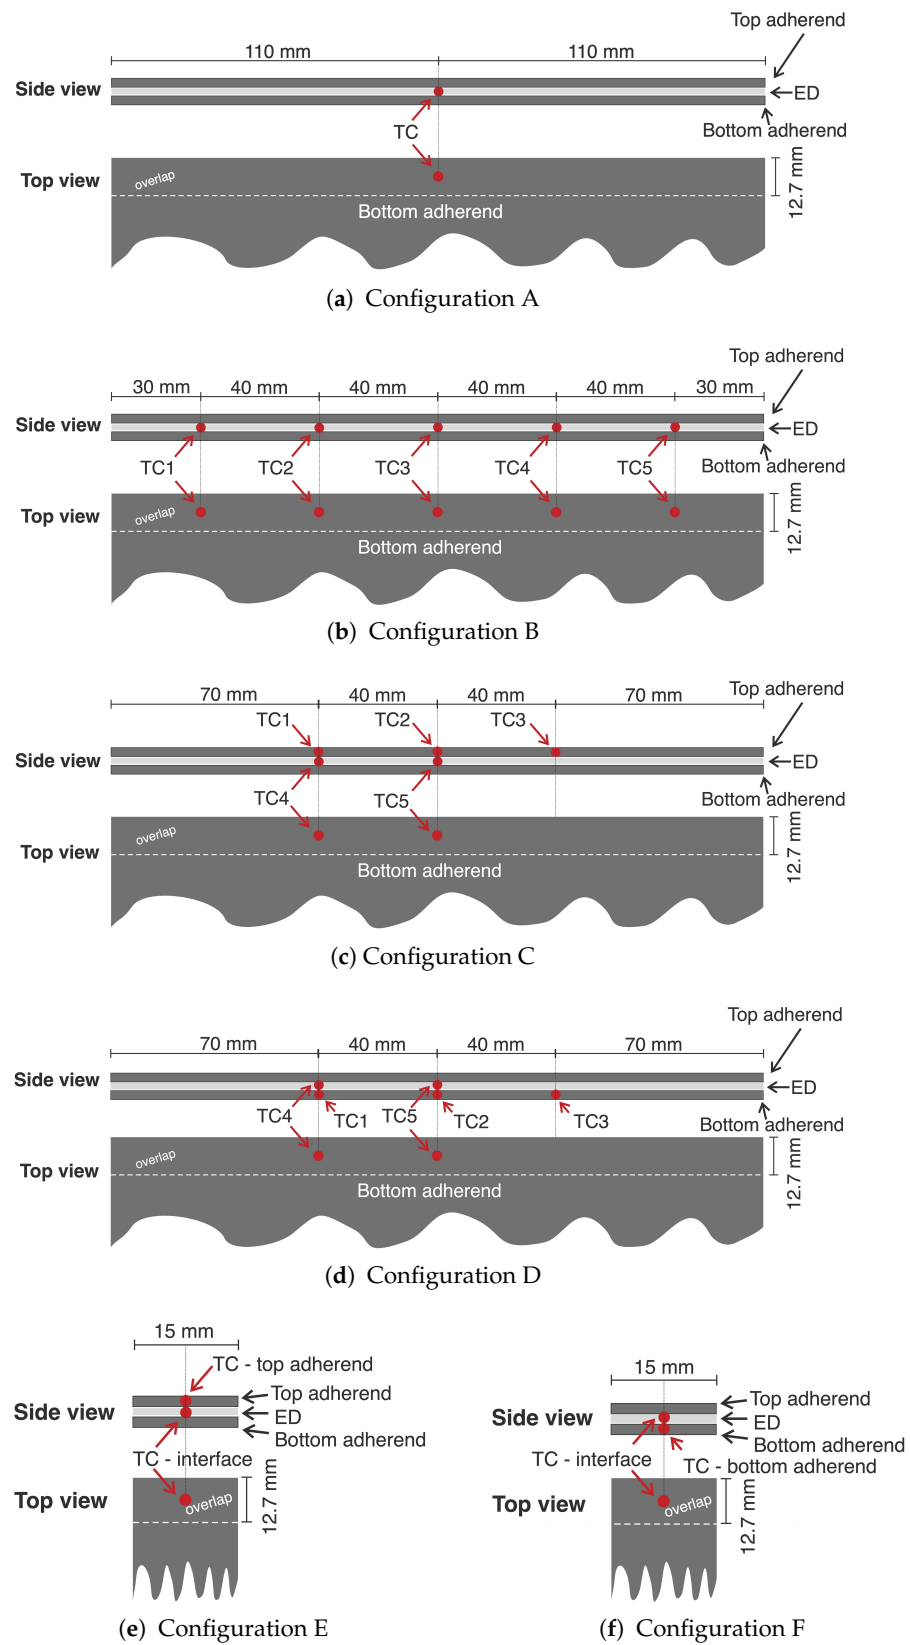 Top adherend
110 mm 110 mm
Side view
ED
TC
Bottom adherend
Top view
overlap
12.7 mm
Bottom adherend
(a) Configuration A
Top adherend
30 mm 40 mm 40 mm 40 mm 40 mm 30 mm
Side view
ED
TC1 TC2 TC3 TC4 TC5 Bottom adherend
Top view
overlap
12.7 mm
Bottom adherend
(b) Configuration B
Top adherend
70 mm 40 mm 40 mm 70 mm
TC1 TC2 TC3
Side view
ED
TC4 TC5 Bottom adherend
overlap
12.7 mm
Top view
Bottom adherend
(c) Configuration C
Top adherend
70 mm 40 mm 40 mm 70 mm
Side view
ED
TC4 TC1 TC5 TC2 TC3 Bottom adherend
overlap
12.7 mm
Top view
Bottom adherend
(d) Configuration D
15 mm
TC - top adherend
Top adherend
Side view
ED
Bottom adherend
TC - interface
Top view
overlap
12.7 mm
(e) Configuration E
15 mm
Top adherend
Side view
ED
Bottom adherend
TC - interface
TC - bottom adherend
Top view
overlap
12.7 mm
(f) Configuration F